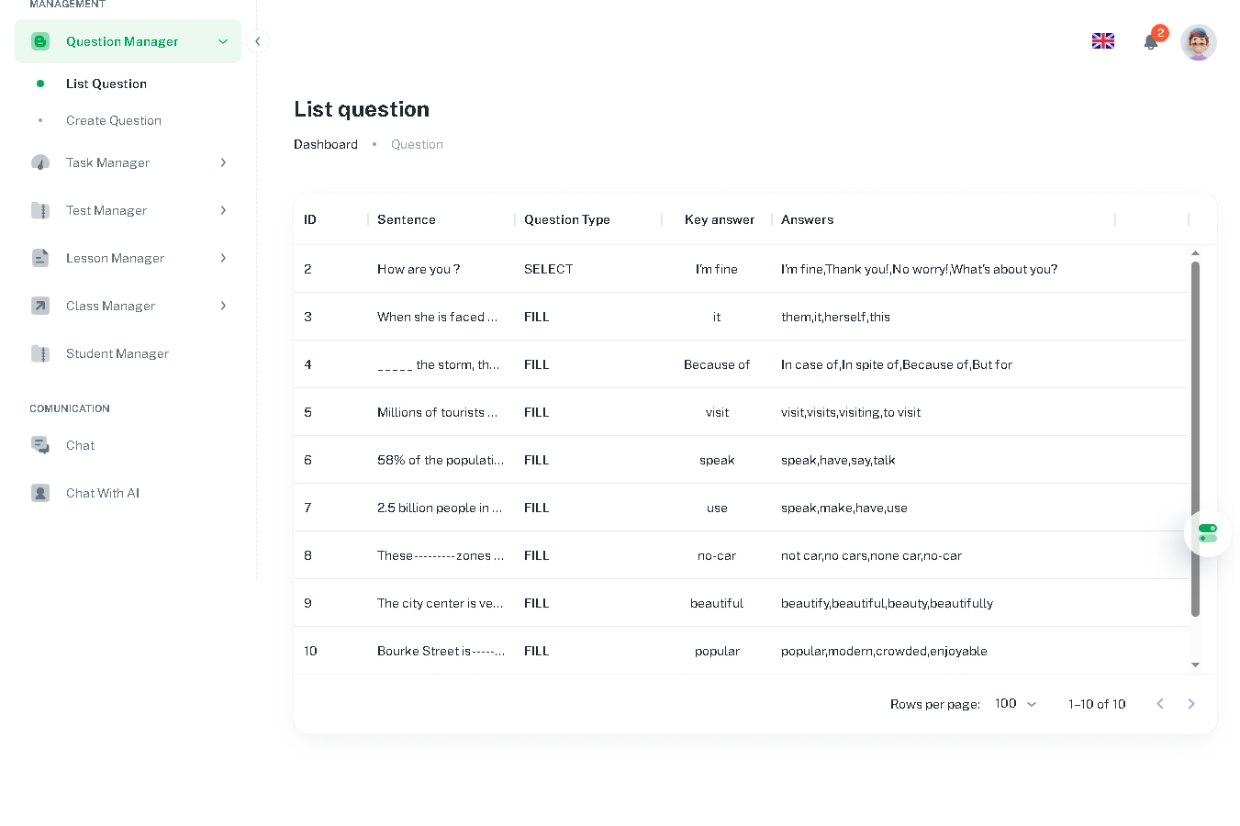 MANAGEMENT
Question Manager
List Question
Create Question
Task Manager
Test Manager
Lesson Manager
Class Manager
Student Manager
COMUNICATION
Chat
Chat With AI
2
List question
Dashboard • Question
ID Sentence Question Type Key answer Answers
2 How are you ? SELECT I'm fine I'm fine,Thank you!,No worry!,What's about you?
3 When she is faced ... FILL it them,it,herself,this
4 _ _ _ _ _ the storm, th... FILL Because of In case of,In spite of,Because of,But for
5 Millions of tourists ... FILL visit visit,visits,visiting,to visit
6 58% of the populati... FILL speak speak,have,say,talk
7 2.5 billion people in ... FILL use speak,make,have,use
8 These --------- zones ... FILL no-car not car,no cars,none car,no-car
9 The city center is ve... FILL beautiful beautify,beautiful,beauty,beautifully
10 Bourke Street is -----... FILL popular popular,modern,crowded,enjoyable
Rows per page: 100 1–10 of 10